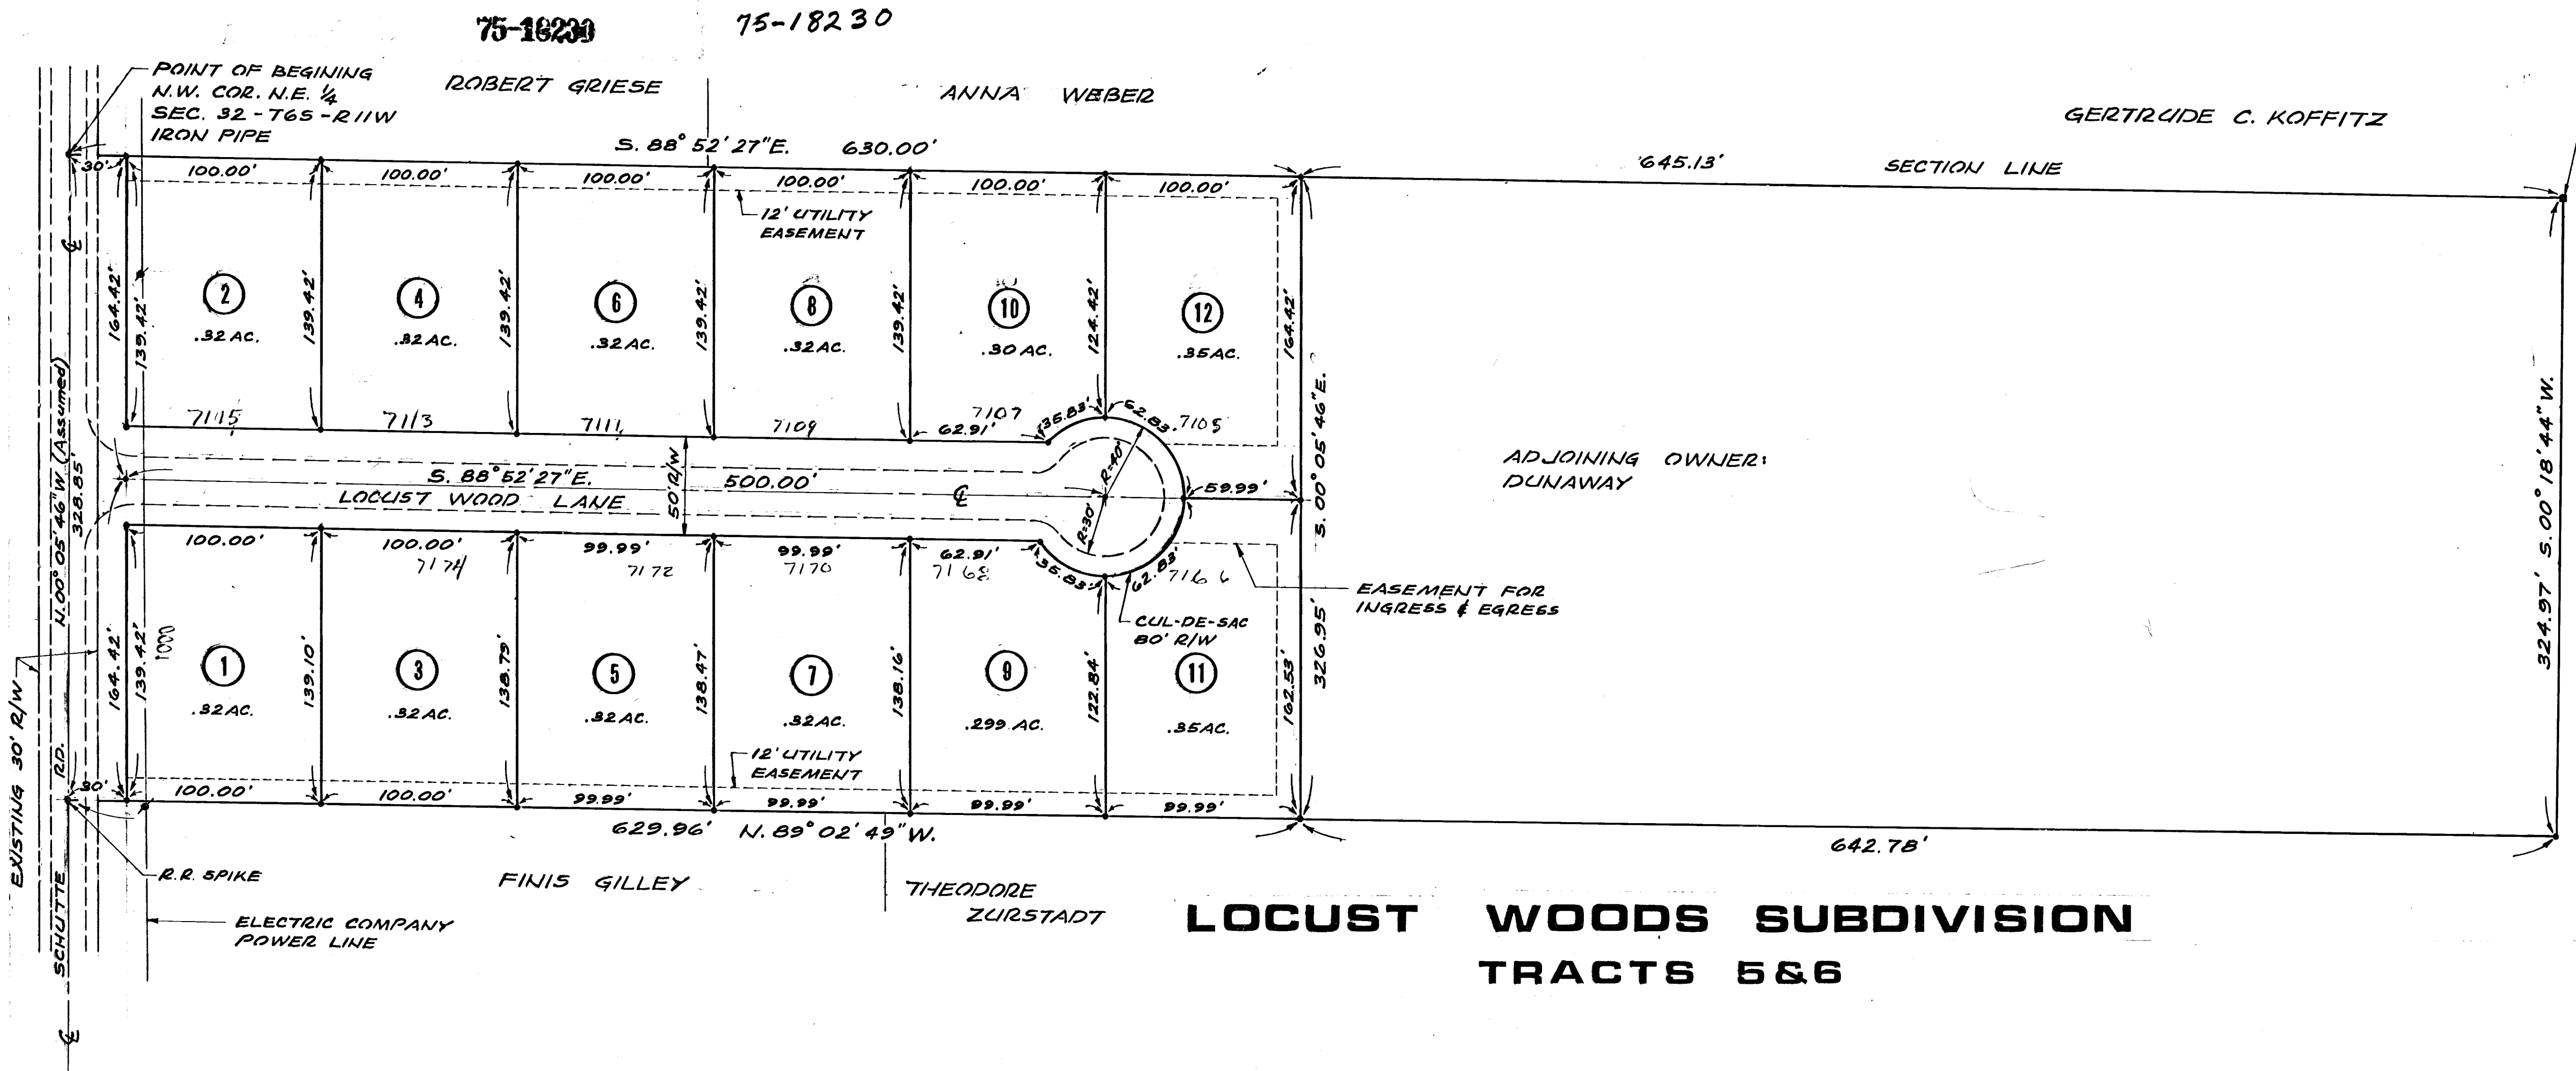 75-18230
75-18230
POINT OF BEGINING
N.W. COR. N.E. 1/4
SEC. 32 - T6S - R11W
IRON PIPE
ROBERT GRIESE
ANNA WEBER
GERTRUDE C. KOFFITZ
S. 88° 52' 27" E. 630.00'
645.13'
SECTION LINE
30'
100.00'
100.00'
100.00'
100.00'
100.00'
100.00'
12' UTILITY
EASEMENT
℄
164.42'
139.42'
139.42'
139.42'
139.42'
139.42'
124.42'
164.42'
2
.32 AC.
4
.32 AC.
6
.32 AC.
8
.32 AC.
10
.30 AC.
12
.35 AC.
7115
7113
7111
7109
7107
7105
62.91'
35.83'
62.83'
R=40'
R=30'
N. 00° 05' 46" W. (Assumed)
328.85'
S. 88° 52' 27" E.
500.00'
LOCUST WOOD LANE
50' R/W
℄
59.99'
S. 00° 05' 46" E.
326.95'
ADJOINING OWNER:
DUNAWAY
324.97' S. 00° 18' 44" W.
100.00'
100.00'
99.99'
99.99'
62.91'
35.83'
62.83'
7174
7172
7170
7168
7166
EASEMENT FOR
INGRESS & EGRESS
CUL-DE-SAC
80' R/W
164.42'
139.42'
1000
139.10'
138.79'
138.47'
138.16'
122.84'
162.53'
1
.32 AC.
3
.32 AC.
5
.32 AC.
7
.32 AC.
9
.299 AC.
11
.35 AC.
12' UTILITY
EASEMENT
30'
100.00'
100.00'
99.99'
99.99'
99.99'
99.99'
629.96' N. 89° 02' 49" W.
642.78'
EXISTING 30' R/W
SCHUTTE RD.
R.R. SPIKE
FINIS GILLEY
THEODORE
ZURSTADT
ELECTRIC COMPANY
POWER LINE
℄
LOCUST WOODS SUBDIVISION
TRACTS 5&6